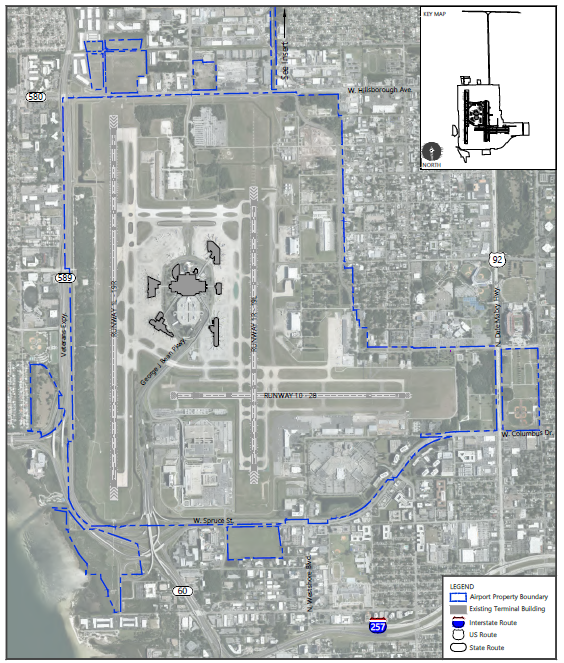 KEY MAP
See Insert
NORTH
580
W. Hillsborough Ave.
92
589
N. Dale Mabry Hwy.
RUNWAY 1L - 19R
RUNWAY 1R - 19L
Veterans Expy.
George J Bean Pkwy.
RUNWAY 10 - 28
W. Columbus Dr.
W. Spruce St.
N. Westshore Blvd.
60
257
LEGEND
Airport Property Boundary
Existing Terminal Building
Interstate Route
US Route
State Route